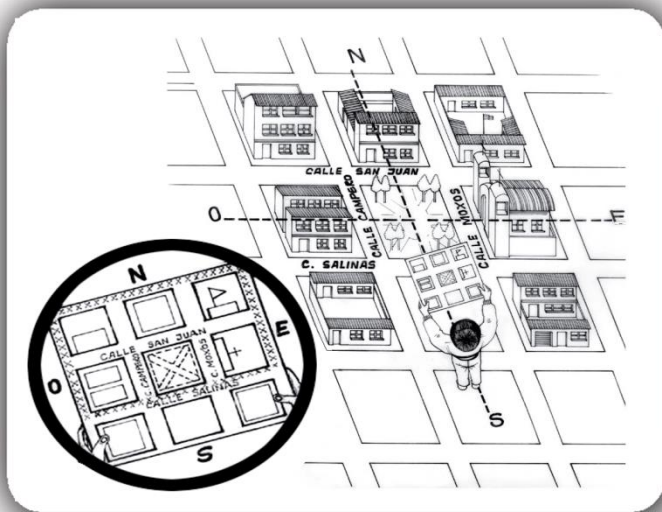 N
CALLE SAN JUAN
O
CALLE CAMPERO
CALLE MOXOS
E
C. SALINAS
S
N
CALLE SAN JUAN
E
C. CAMPERO
C. MOXOS
O
CALLE SALINAS
S